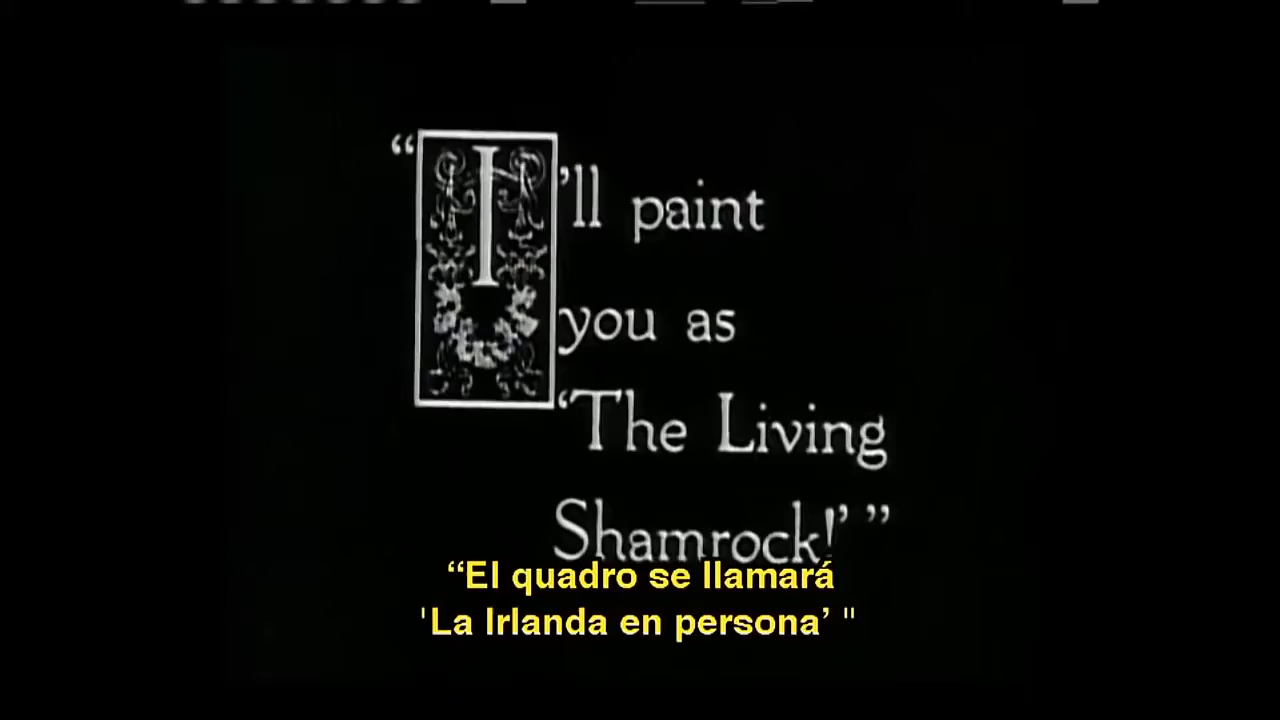 “I’ll paint
you as
‘The Living
Shamrock!’ ”
“El quadro se llamará
'La Irlanda en persona’ "